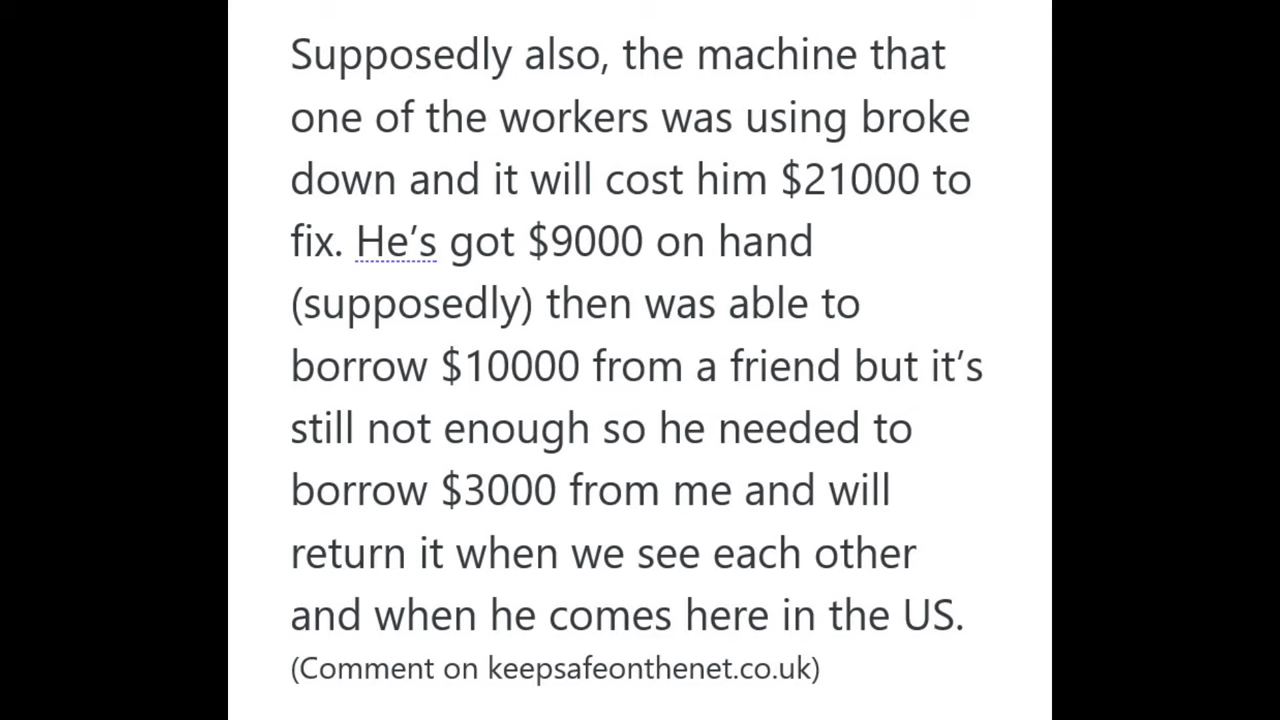 Supposedly also, the machine that
one of the workers was using broke
down and it will cost him $21000 to
fix. He’s got $9000 on hand
(supposedly) then was able to
borrow $10000 from a friend but it’s
still not enough so he needed to
borrow $3000 from me and will
return it when we see each other
and when he comes here in the US.
(Comment on keepsafeonthenet.co.uk)